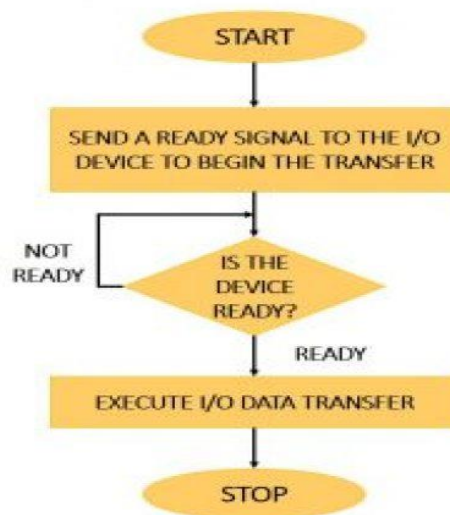 START
SEND A READY SIGNAL TO THE I/O
DEVICE TO BEGIN THE TRANSFER
NOT
READY
IS THE
DEVICE
READY?
READY
EXECUTE I/O DATA TRANSFER
STOP